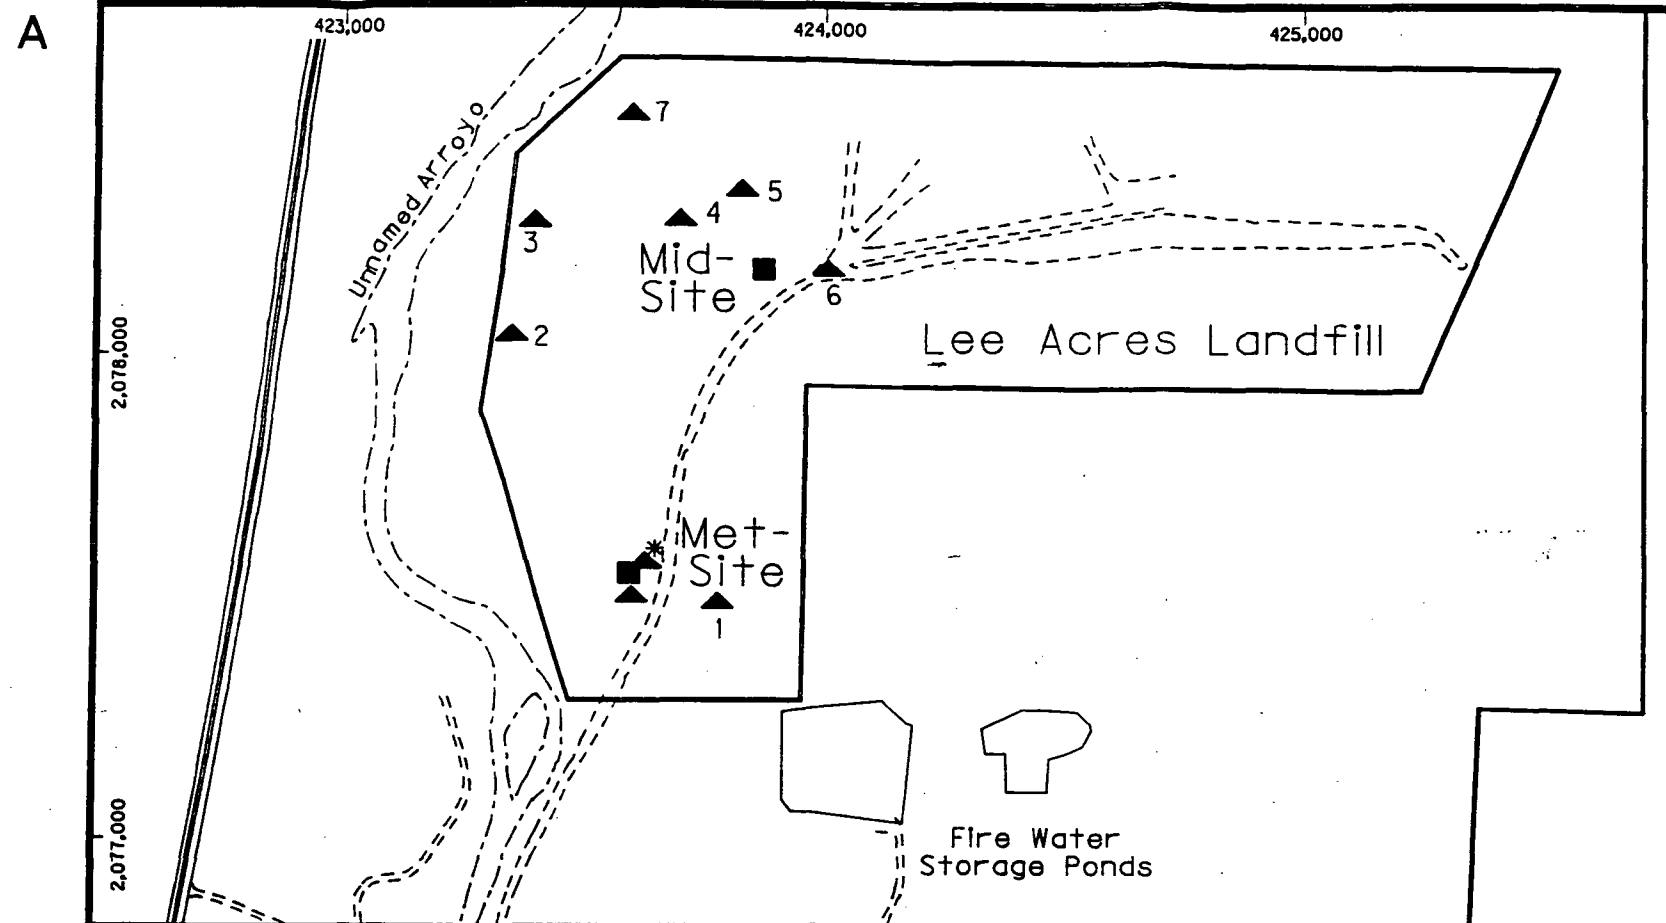 A
423,000
424,000
425,000
Unnamed Arroyo
7
5
4
3
Mid-
Site
6
2
Lee Acres Landfill
2,078,000
Met-
Site
1
2,077,000
Fire Water
Storage Ponds